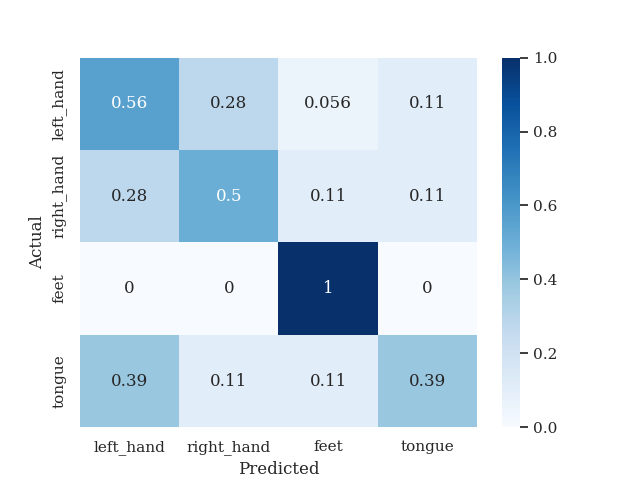 left_hand 0.56 0.28 0.056 0.11
right_hand 0.28 0.5 0.11 0.11
feet 0 0 1 0
tongue 0.39 0.11 0.11 0.39
left_hand right_hand feet tongue
Predicted
Actual
1.0
0.8
0.6
0.4
0.2
0.0